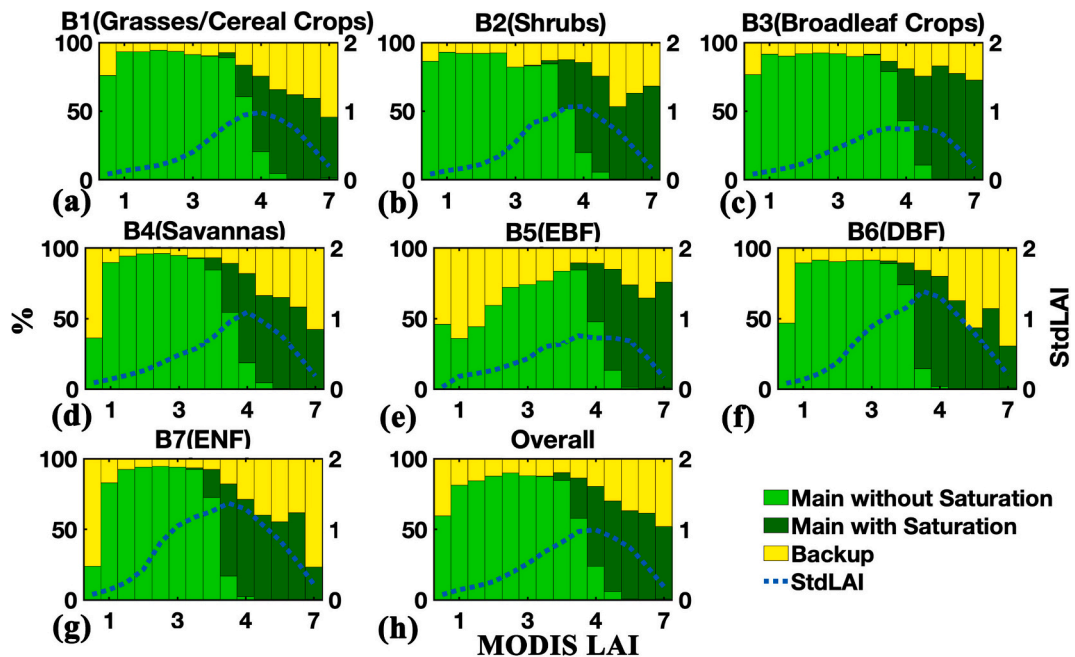 B1(Grasses/Cereal Crops) B2(Shrubs) B3(Broadleaf Crops)
100 2 100 2 100 2
50 1 50 1 50 1
0 0 0 0 0 0
(a) 1 4 7 (b) 1 3 4 7 (c) 1 3 4 7
B4(Savannas) B5(EBF) B6(DBF)
100 2 100 2 100 2
% 50 1 50 1 50 1 StdLAI
0 0 0 0 0 0
(d) 1 3 4 7 (e) 1 3 4 7 (f) 1 3 4 7
B7(ENF) Overall
100 2 100 2
50 1 50 1
0 0 0 0
(g) 1 3 4 7 (h) 1 3 4 7
MODIS LAI
Main without Saturation
Main with Saturation
Backup
StdLAI